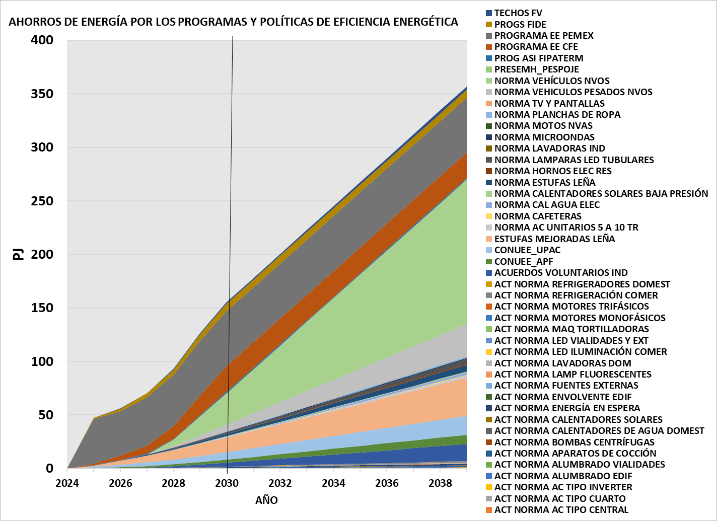 AHORROS DE ENERGÍA POR LOS PROGRAMAS Y POLÍTICAS DE EFICIENCIA ENERGÉTICA
400
350
300
250
200
150
100
50
0
PJ
2024 2026 2028 2030 2032 2034 2036 2038
AÑO
TECHOS FV
PROGS FIDE
PROGRAMA EE PEMEX
PROGRAMA EE CFE
PROG ASI FIPATERM
PRESEMH_PESPOJE
NORMA VEHÍCULOS NVOS
NORMA VEHICULOS PESADOS NVOS
NORMA TV Y PANTALLAS
NORMA PLANCHAS DE ROPA
NORMA MOTOS NVAS
NORMA MICROONDAS
NORMA LAVADORAS IND
NORMA LAMPARAS LED TUBULARES
NORMA HORNOS ELEC RES
NORMA ESTUFAS LEÑA
NORMA CALENTADORES SOLARES BAJA PRESIÓN
NORMA CAL AGUA ELEC
NORMA CAFETERAS
NORMA AC UNITARIOS 5 A 10 TR
ESTUFAS MEJORADAS LEÑA
CONUEE_UPAC
CONUEE_APF
ACUERDOS VOLUNTARIOS IND
ACT NORMA REFRIGERADORES DOMEST
ACT NORMA REFRIGERACIÓN COMER
ACT NORMA MOTORES TRIFÁSICOS
ACT NORMA MOTORES MONOFÁSICOS
ACT NORMA MAQ TORTILLADORAS
ACT NORMA LED VIALIDADES Y EXT
ACT NORMA LED ILUMINACIÓN COMER
ACT NORMA LAVADORAS DOM
ACT NORMA LAMP FLUORESCENTES
ACT NORMA FUENTES EXTERNAS
ACT NORMA ENVOLVENTE EDIF
ACT NORMA ENERGÍA EN ESPERA
ACT NORMA CALENTADORES SOLARES
ACT NORMA CALENTADORES DE AGUA DOMEST
ACT NORMA BOMBAS CENTRÍFUGAS
ACT NORMA APARATOS DE COCCIÓN
ACT NORMA ALUMBRADO VIALIDADES
ACT NORMA ALUMBRADO EDIF
ACT NORMA AC TIPO INVERTER
ACT NORMA AC TIPO CUARTO
ACT NORMA AC TIPO CENTRAL